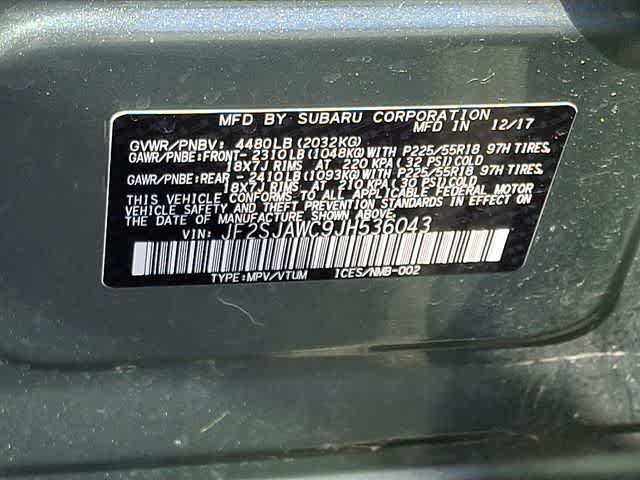 MFD BY SUBARU CORPORATION
MFD IN 12/17
GVWR/PNBV: 4480LB(2032KG)
GAWR/PNBE:FRONT-2310LB(1048KG)WITH P225/55R18 97H TIRES,
18X7J RIMS AT 220 KPA(32 PSI)COLD
GAWR/PNBE:REAR -2410LB(1093KG)WITH P225/55R18 97H TIRES,
18X7J RIMS AT 210 KPA(30 PSI)COLD
THIS VEHICLE CONFORMS TO ALL APPLICABLE FEDERAL MOTOR
VEHICLE SAFETY AND BUMPER STANDARDS IN EFFECT ON THE
DATE OF MANUFACTURE SHOWN ABOVE.
VIN: JF2SJAWC9JH536043
TYPE:MPV/VTUM ICES/NMB-002